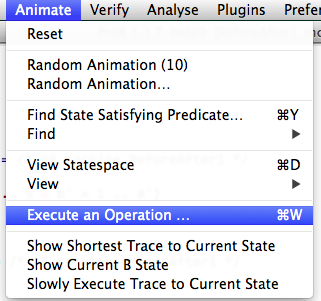 Animate Verify Analyse Plugins Prefer
Reset
Random Animation (10)
Random Animation...
Find State Satisfying Predicate... ⌘Y
Find ▶
View Statespace ⌘D
View ▶
Execute an Operation ... ⌘W
Show Shortest Trace to Current State
Show Current B State
Slowly Execute Trace to Current State